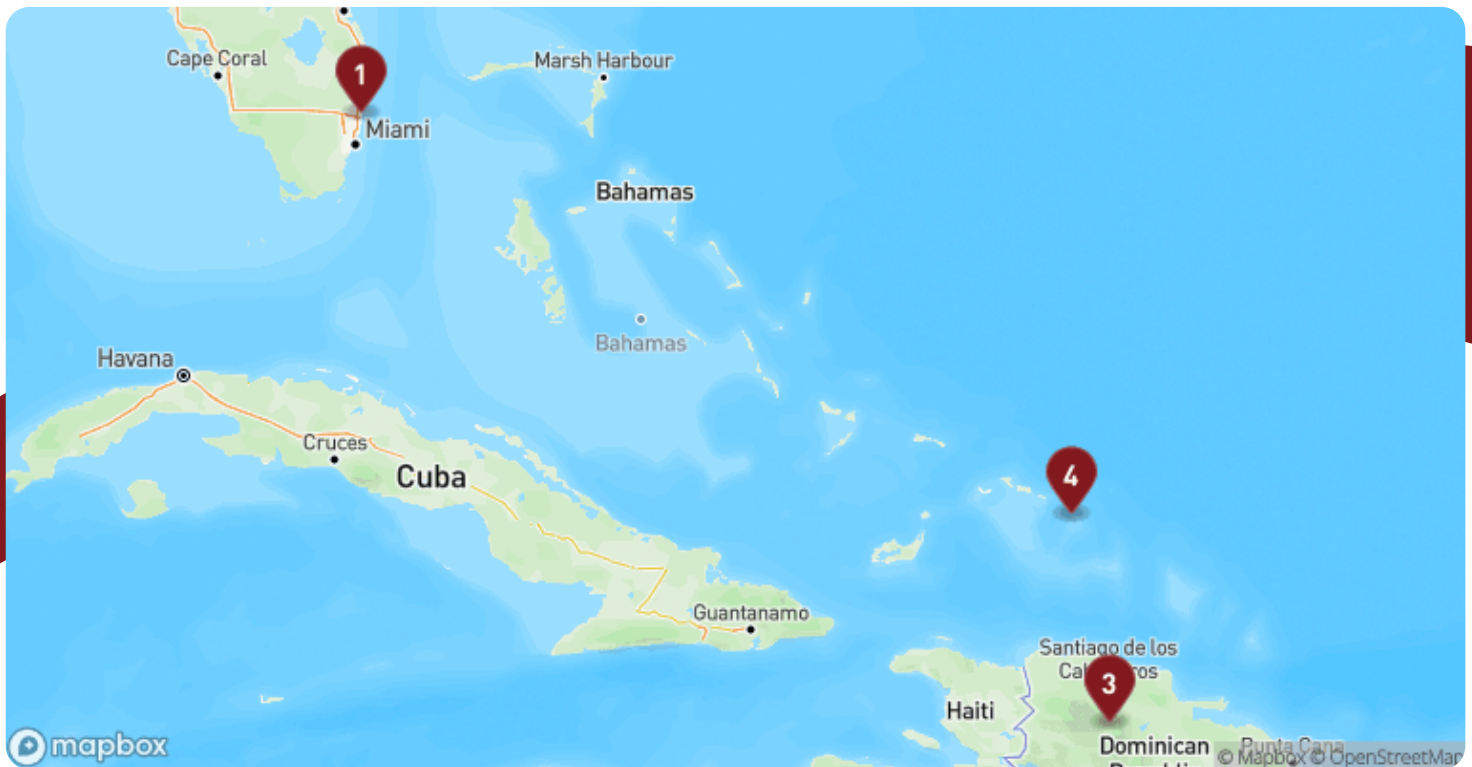 Cape Coral
1
Marsh Harbour
Miami
Bahamas
Bahamas
Havana
Cruces
Cuba
4
Guantanamo
Santiago de los
3
Haiti
Dominican
Punta Cana
mapbox
© Mapbox © OpenStreetMap